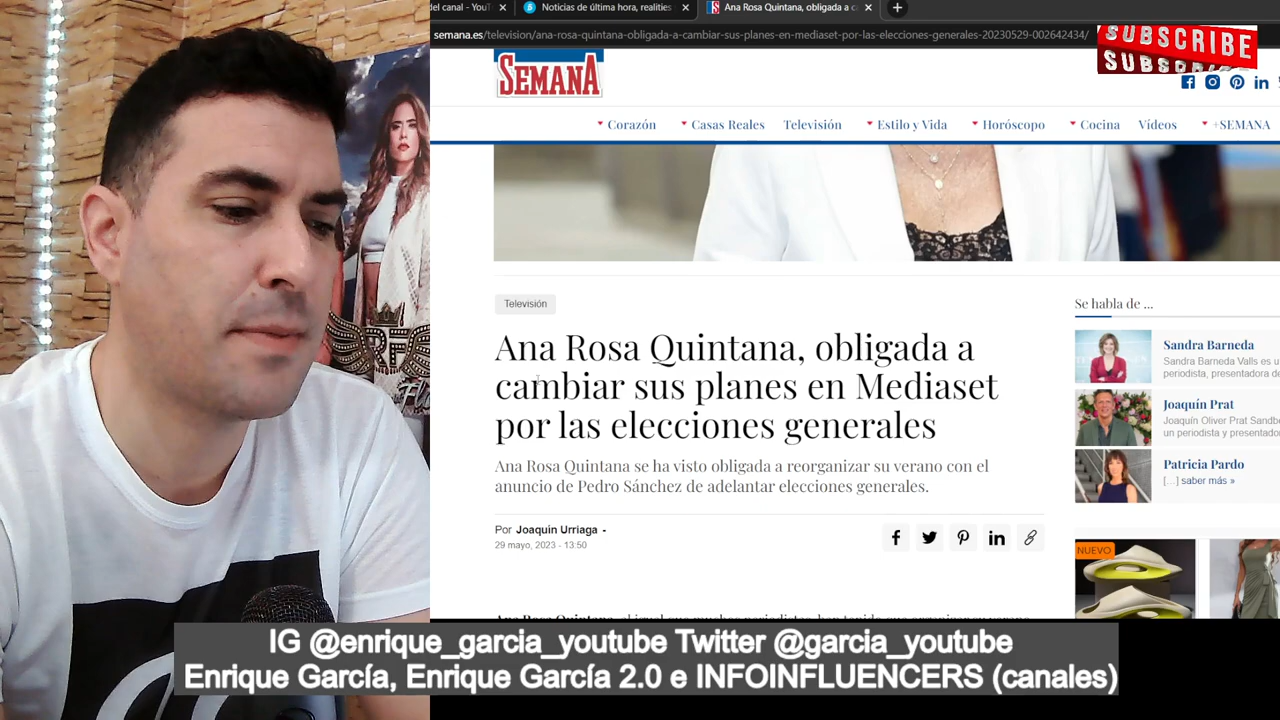 del canal - You
Noticias de última hora, realities
Ana Rosa Quintana, obligada a c
semana.es/television/ana-rosa-quintana-obligada-a-cambiar-sus-planes-en-mediaset-por-las-elecciones-generales-20230529-002642434/
SUBSCRIBE
SEMANA
Corazón
Casas Reales
Televisión
Estilo y Vida
Horóscopo
Cocina
Vídeos
+SEMANA
Televisión
Ana Rosa Quintana, obligada a
cambiar sus planes en Mediaset
por las elecciones generales
Ana Rosa Quintana se ha visto obligada a reorganizar su verano con el
anuncio de Pedro Sánchez de adelantar elecciones generales.
Por Joaquin Urriaga -
29 mayo, 2023 - 13:50
Se habla de ...
Sandra Barneda
Sandra Barneda Valls es u
periodista, presentadora de
Joaquín Prat
Joaquín Oliver Prat Sandbe
un periodista y presentado
Patricia Pardo
[…] saber más »
NUEVO
IG @enrique_garcia_youtube Twitter @garcia_youtube
Enrique García, Enrique García 2.0 e INFOINFLUENCERS (canales)